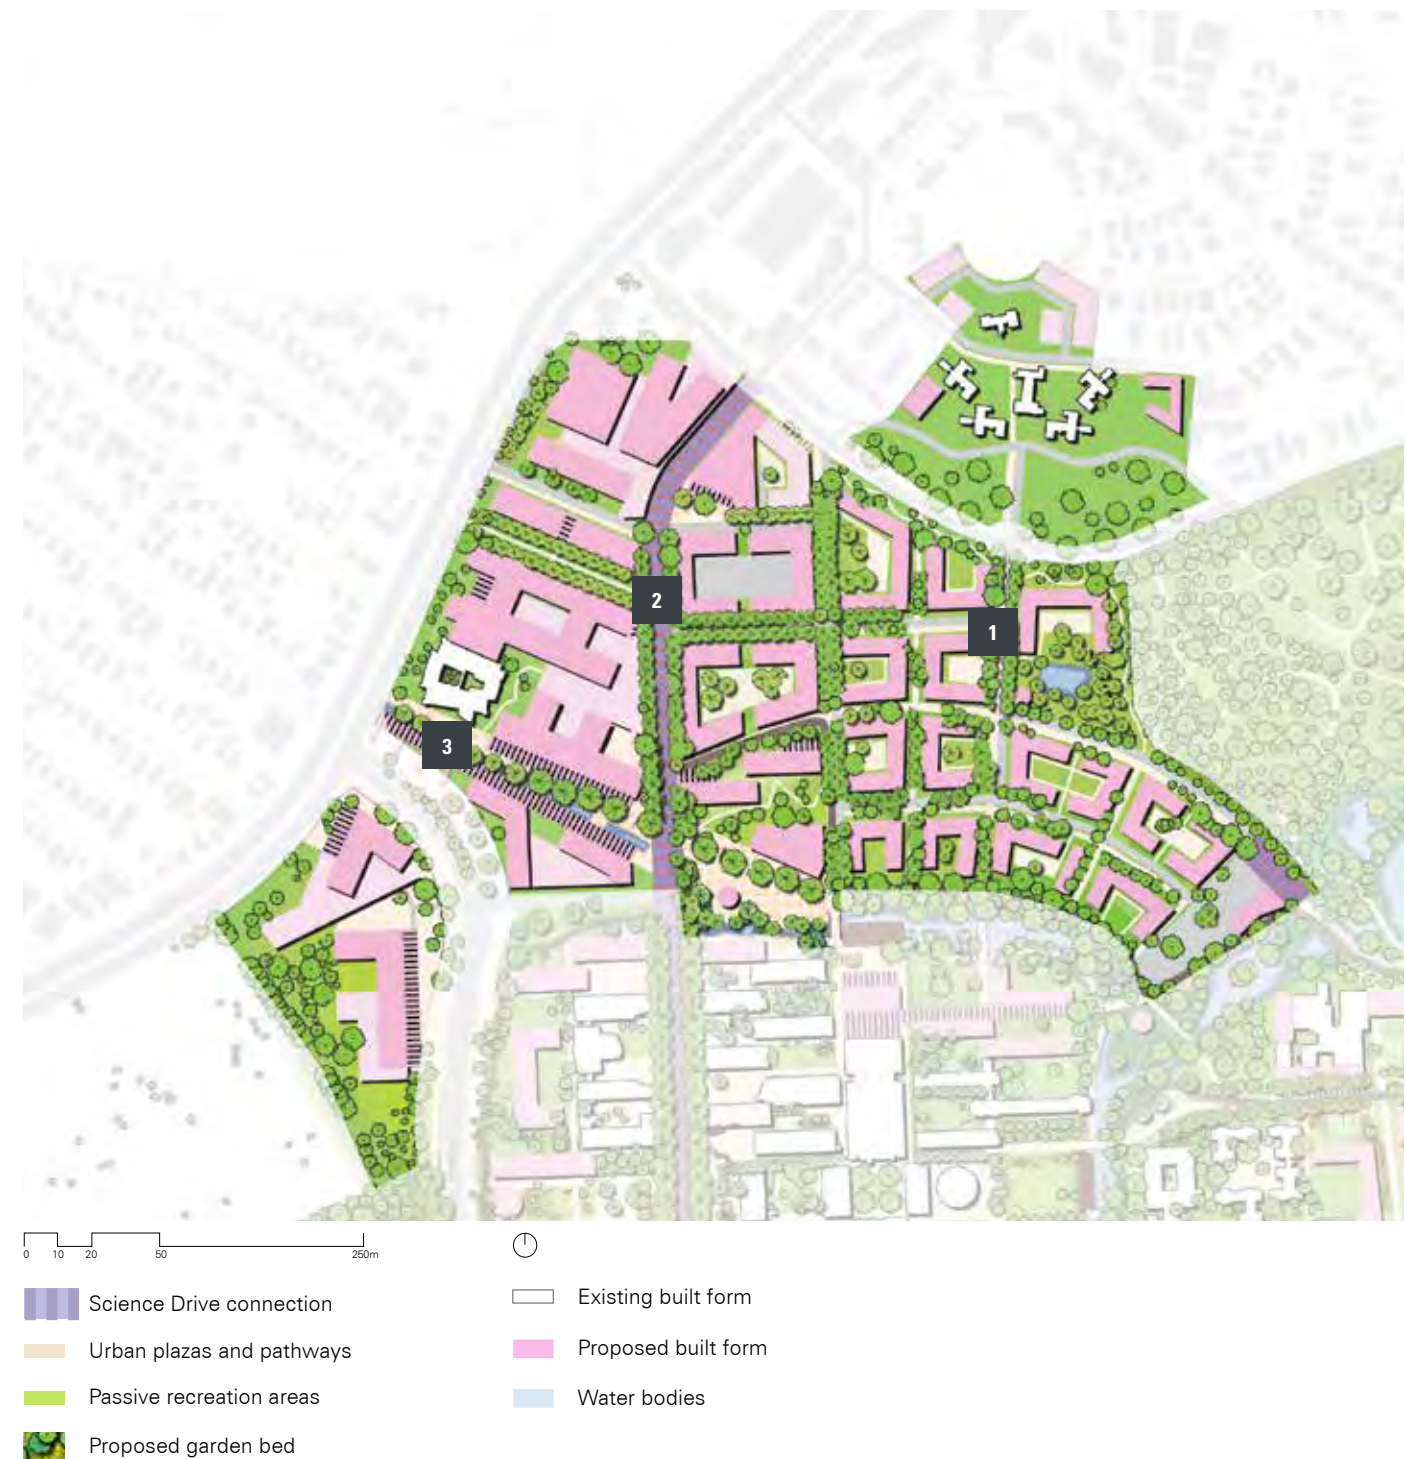 1
2
3
0 10 20 50 250m
Science Drive connection
Urban plazas and pathways
Passive recreation areas
Proposed garden bed
Existing built form
Proposed built form
Water bodies